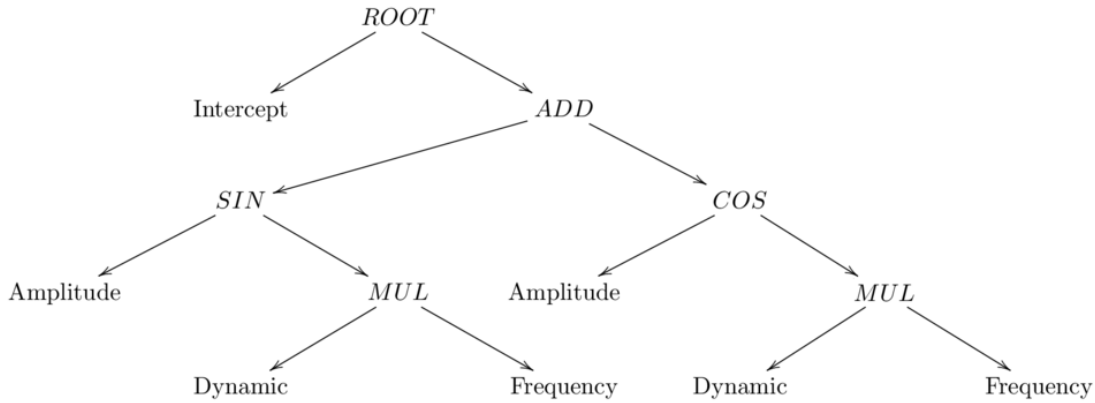 ROOT
Intercept ADD
SIN COS
Amplitude MUL Amplitude MUL
Dynamic Frequency Dynamic Frequency